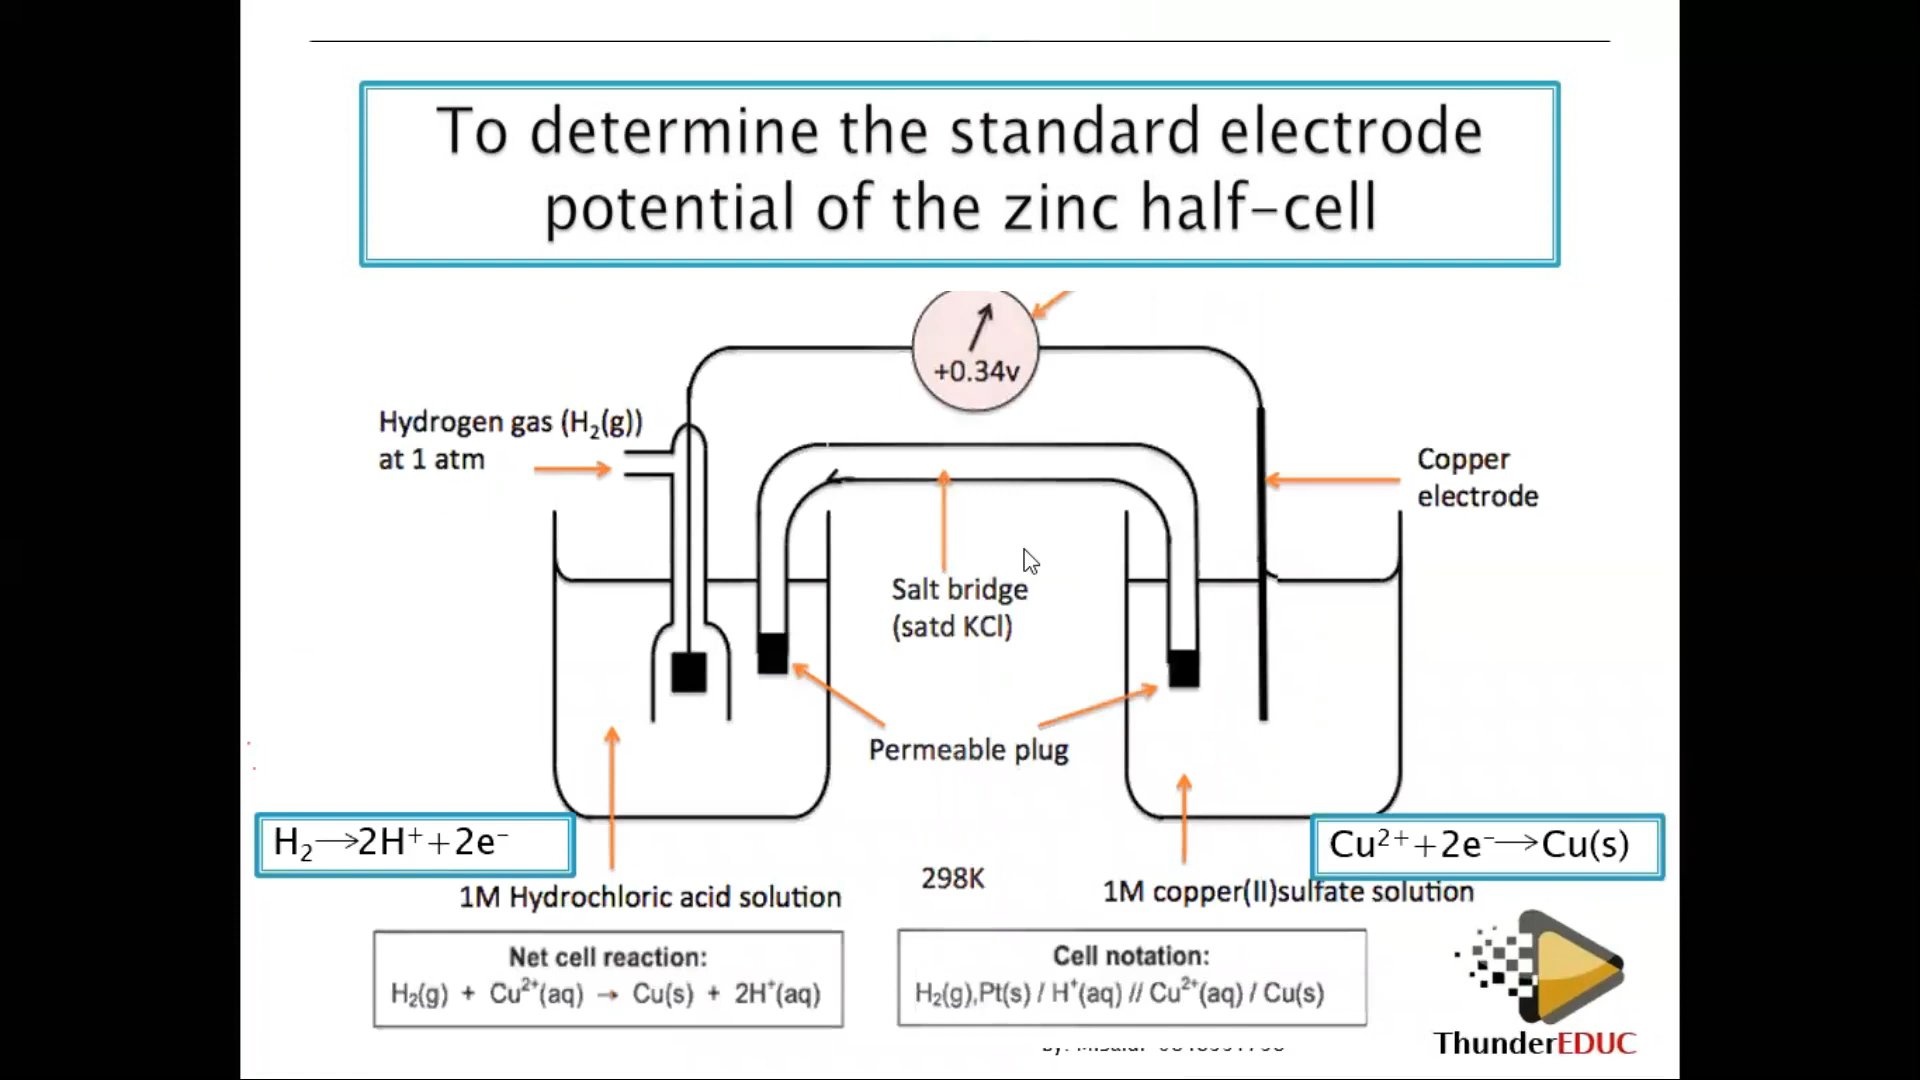 To determine the standard electrode
potential of the zinc half-cell
+0.34v
Hydrogen gas (H₂(g))
at 1 atm
Copper
electrode
Salt bridge
(satd KCl)
Permeable plug
H₂→2H⁺+2e⁻
Cu²⁺+2e⁻→Cu(s)
298K
1M Hydrochloric acid solution
1M copper(II)sulfate solution
Net cell reaction:
H₂(g) + Cu²⁺(aq) → Cu(s) + 2H⁺(aq)
Cell notation:
H₂(g),Pt(s) / H⁺(aq) // Cu²⁺(aq) / Cu(s)
ThunderEDUC